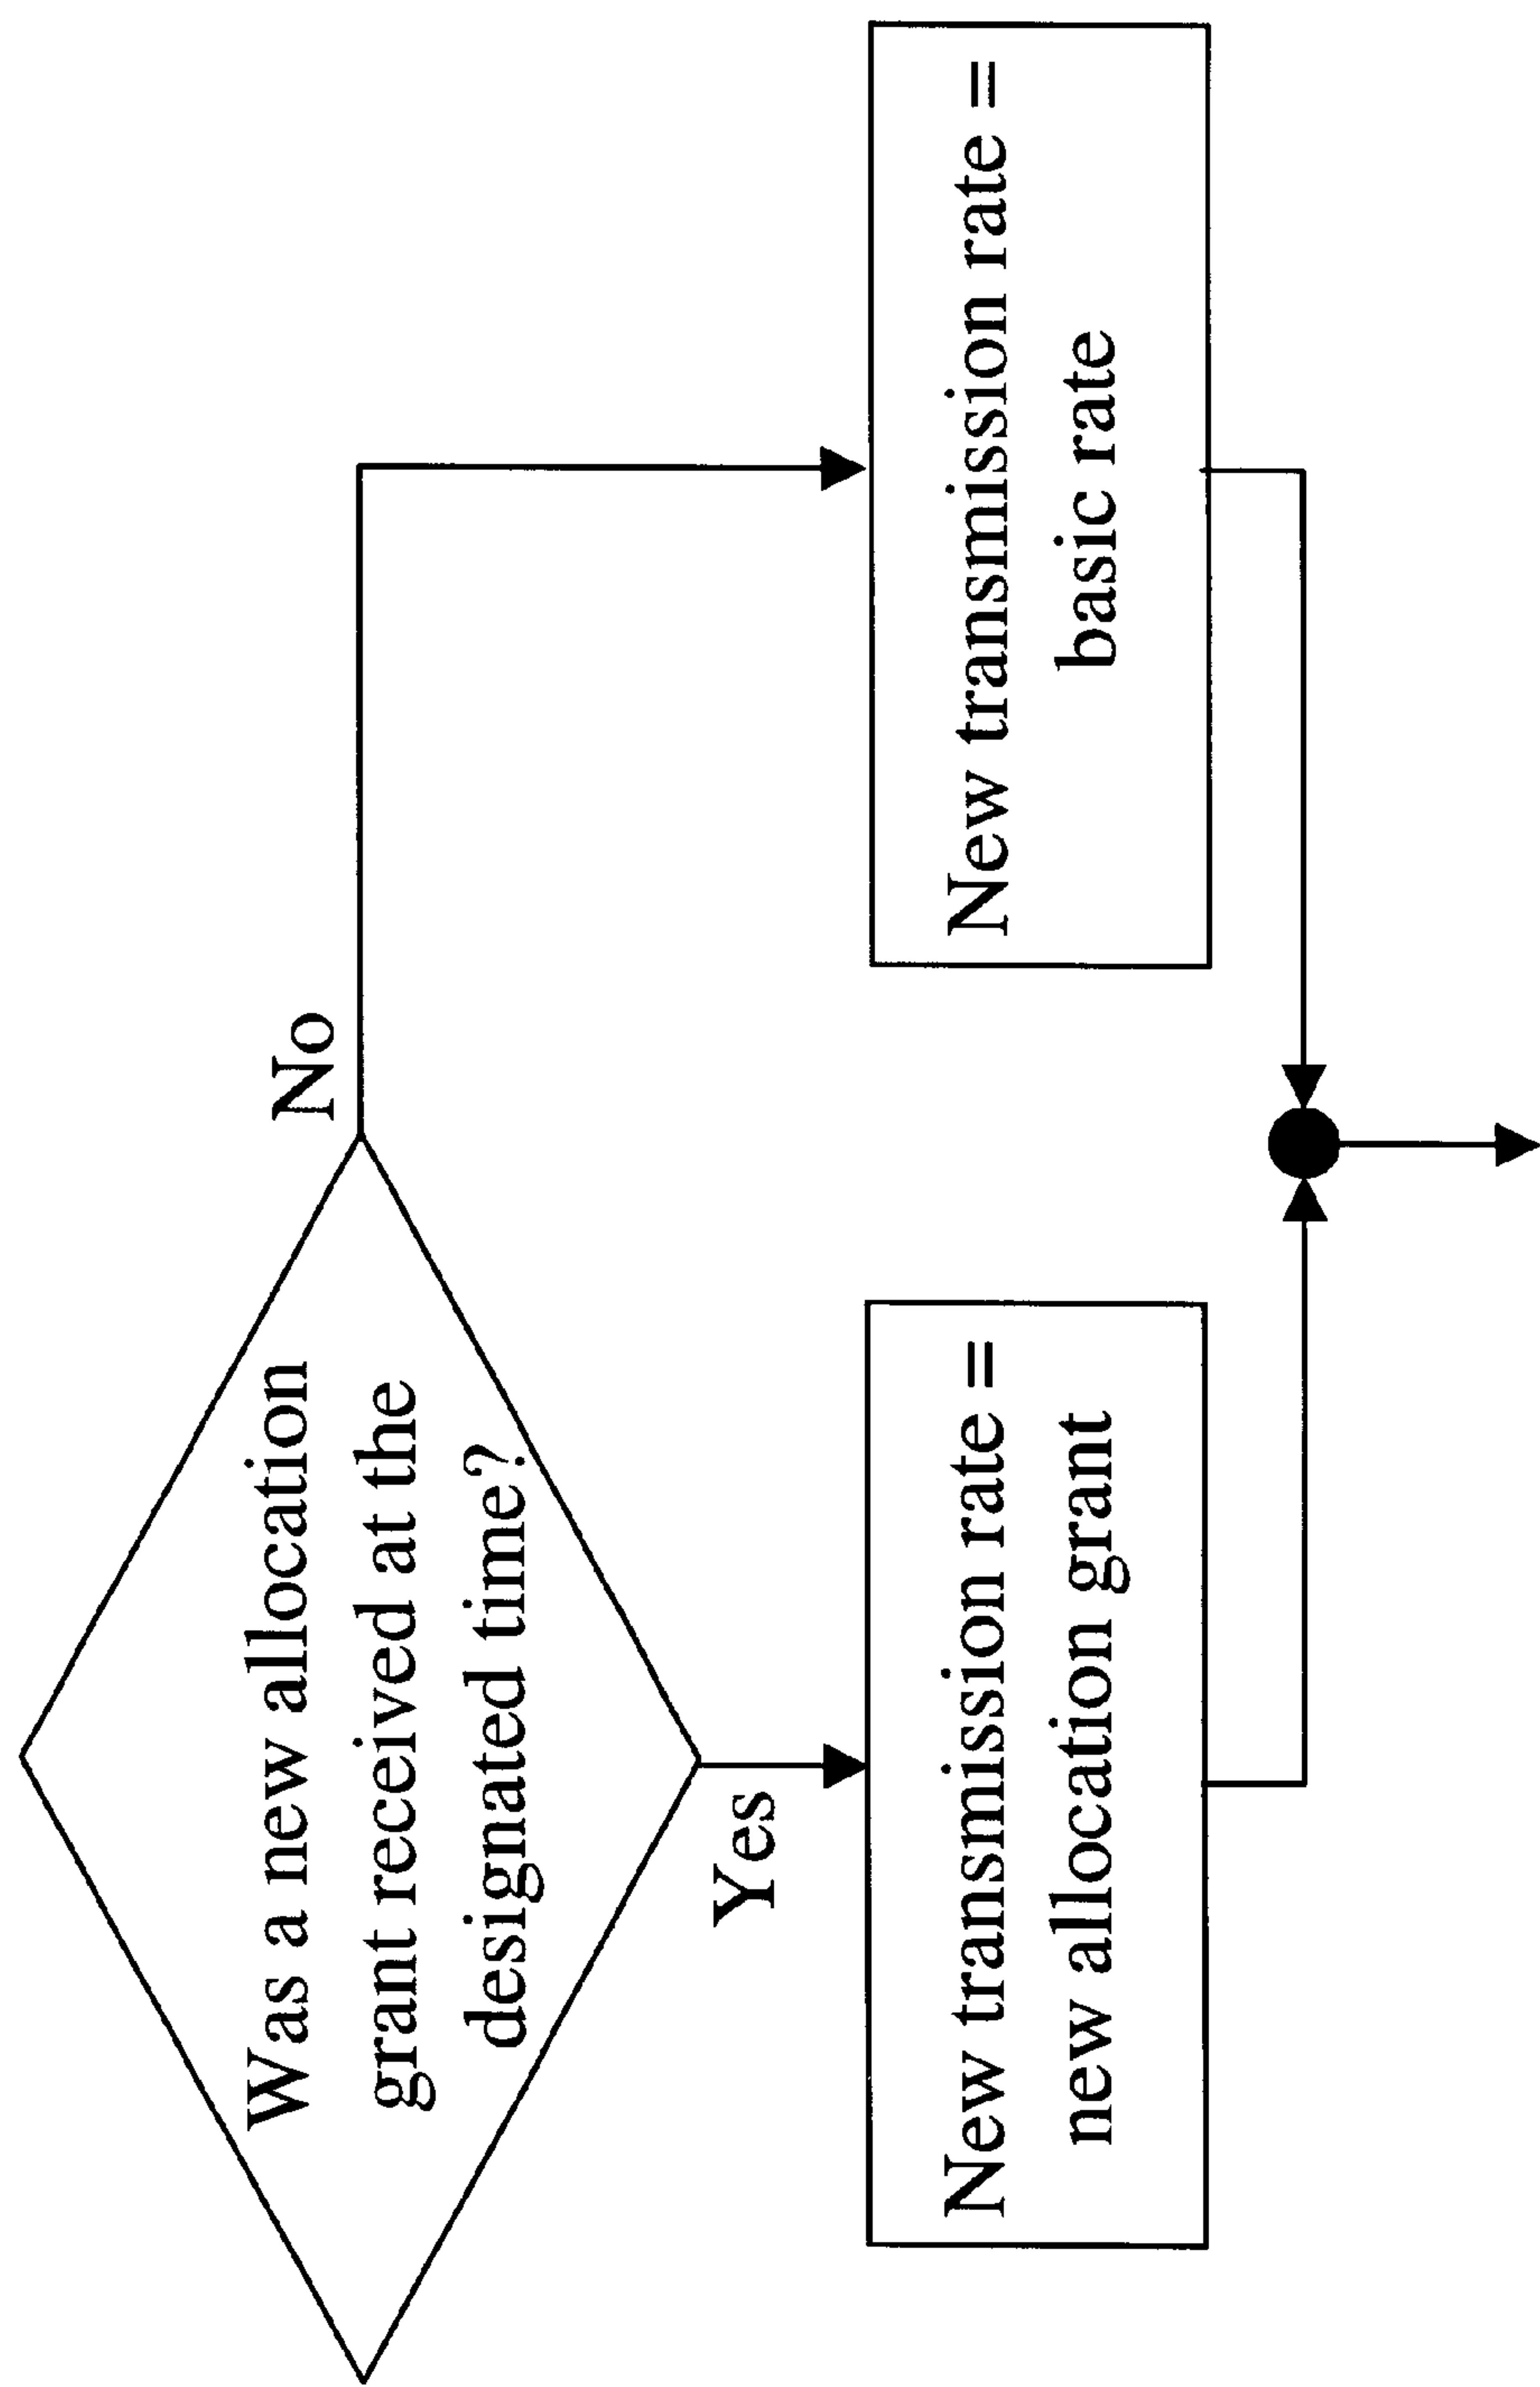 Was a new allocation
grant received at the
designated time?
No
Yes
New transmission rate =
new allocation grant
New transmission rate =
basic rate